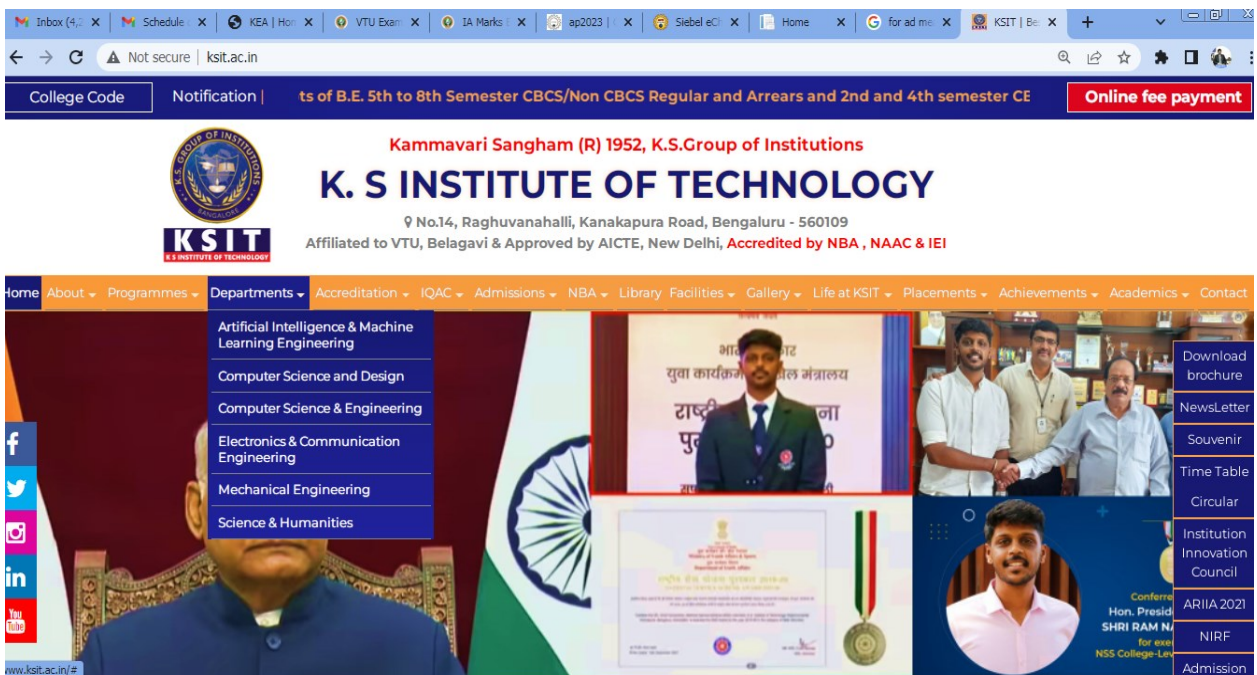 Inbox (4,2
Schedule
KEA | Hon
VTU Exam
IA Marks
ap2023 |
Siebel eCh
Home
for ad me
KSIT | Be
Not secure | ksit.ac.in
College Code
Notification |
ts of B.E. 5th to 8th Semester CBCS/Non CBCS Regular and Arrears and 2nd and 4th semester CE
Online fee payment
K.S. GROUP OF INSTITUTIONS
BANGALORE
KSIT
K S INSTITUTE OF TECHNOLOGY
Kammavari Sangham (R) 1952, K.S.Group of Institutions
K. S INSTITUTE OF TECHNOLOGY
No.14, Raghuvanahalli, Kanakapura Road, Bengaluru - 560109
Affiliated to VTU, Belagavi & Approved by AICTE, New Delhi, Accredited by NBA , NAAC & IEI
Home About Programmes Departments Accreditation IQAC Admissions NBA Library Facilities Gallery Life at KSIT Placements Achievements Academics Contact
Artificial Intelligence & Machine
Learning Engineering
Computer Science and Design
Computer Science & Engineering
Electronics & Communication
Engineering
Mechanical Engineering
Science & Humanities
युवा कार्यक्रम
मंत्रालय
Download
brochure
NewsLetter
Souvenir
Time Table
Circular
Institution
Innovation
Council
ARIIA 2021
NIRF
Admission
Conferre
Hon. Presid
SHRI RAM NA
for exe
NSS College-Lev
in
You
Tube
www.ksit.ac.in/#